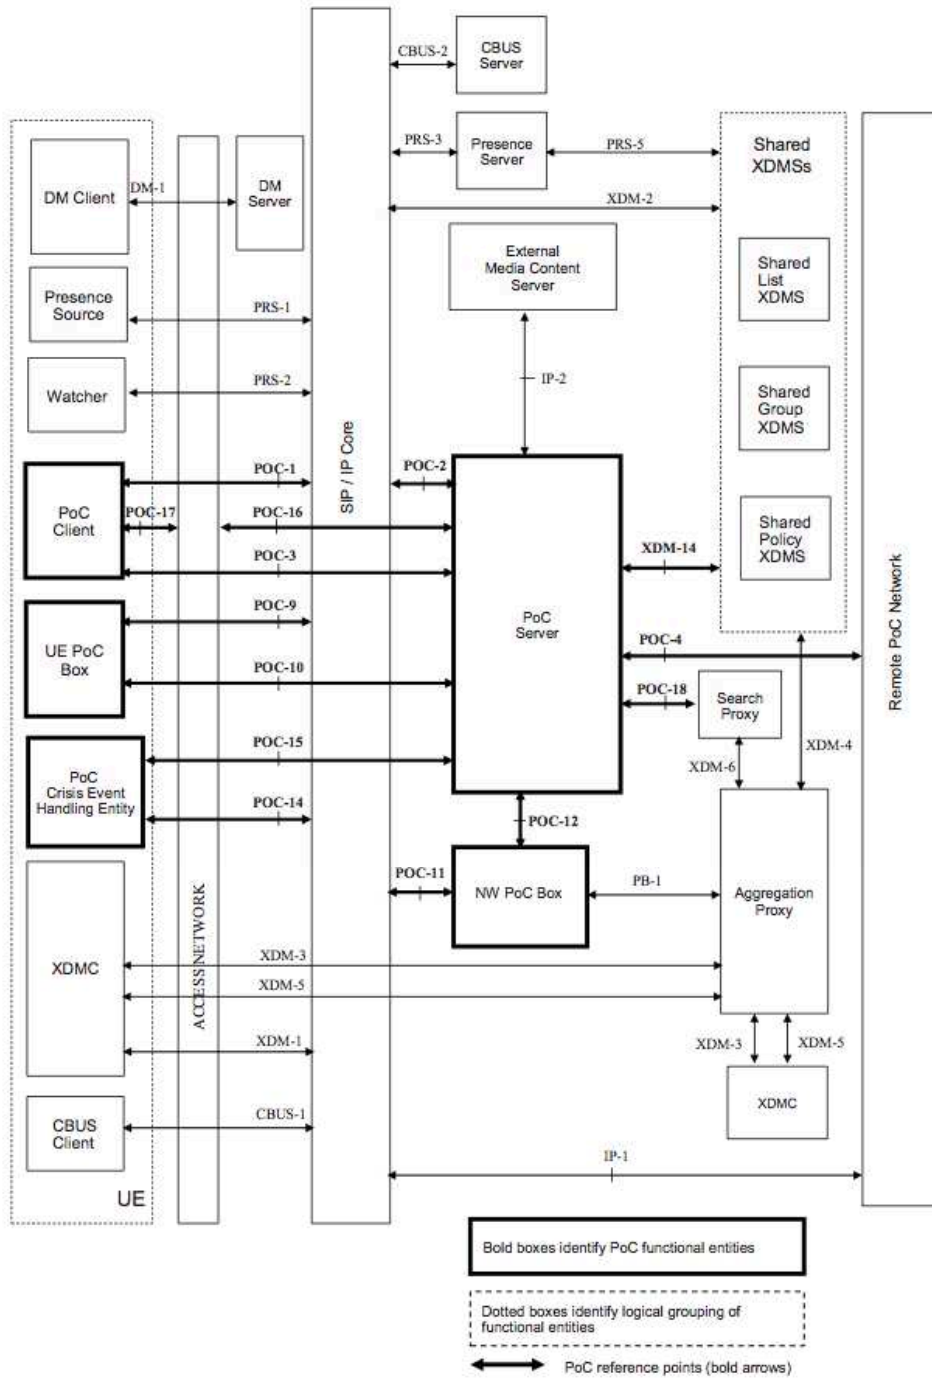 CBUS-2
CBUS
Server
PRS-3
Presence
Server
PRS-5
Shared
XDMSs
DM Client
DM-1
DM
Server
XDM-2
External
Media Content
Server
Shared
List
XDMS
Presence
Source
PRS-1
IP-2
Watcher
PRS-2
Shared
Group
XDMS
SIP / IP Core
PoC
Client
POC-1
POC-2
POC-17
POC-16
POC-3
Shared
Policy
XDMS
XDM-14
PoC
Server
UE PoC
Box
POC-9
POC-10
POC-4
Remote PoC Network
POC-18
Search
Proxy
XDM-4
XDM-6
PoC
Crisis Event
Handling Entity
POC-15
POC-14
POC-12
POC-11
NW PoC Box
PB-1
Aggregation
Proxy
ACCESS NETWORK
XDMC
XDM-3
XDM-5
XDM-1
XDM-3
XDM-5
XDMC
CBUS
Client
CBUS-1
UE
IP-1
Bold boxes identify PoC functional entities
Dotted boxes identify logical grouping of
functional entities
PoC reference points (bold arrows)